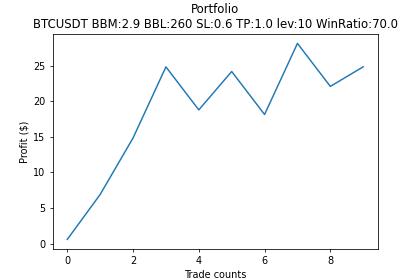 Portfolio
BTCUSDT BBM:2.9 BBL:260 SL:0.6 TP:1.0 lev:10 WinRatio:70.0
25
20
15
10
5
0
Profit ($)
0 2 4 6 8
Trade counts